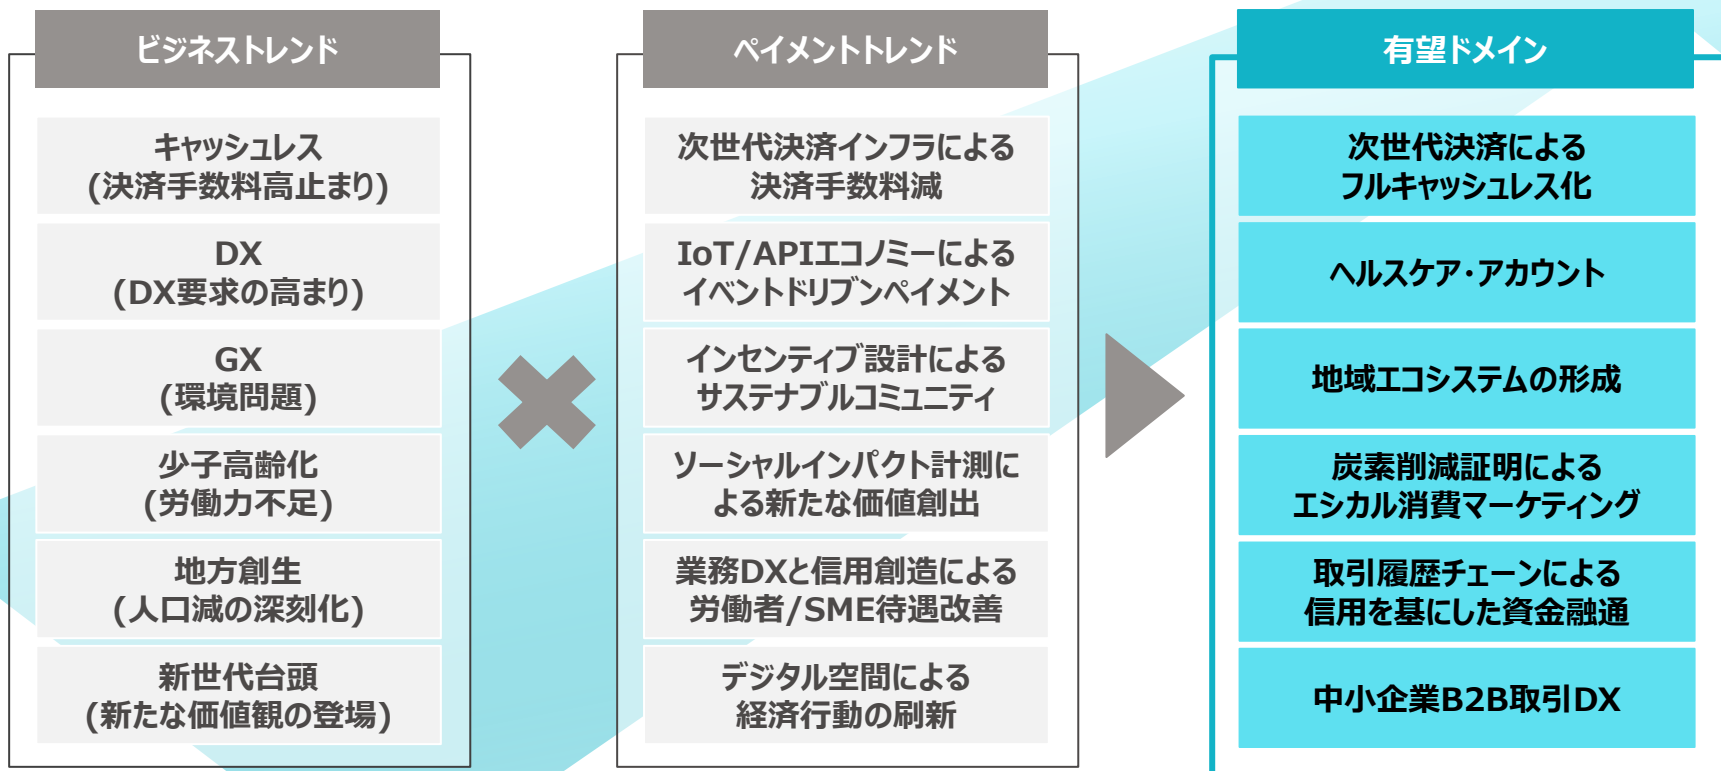 ビジネストレンド
キャッシュレス
(決済手数料高止まり)
DX
(DX要求の高まり)
GX
(環境問題)
少子高齢化
(労働力不足)
地方創生
(人口減の深刻化)
新世代台頭
(新たな価値観の登場)
ペイメントトレンド
次世代決済インフラによる
決済手数料減
IoT/APIエコノミーによる
イベントドリブンペイメント
インセンティブ設計による
サステナブルコミュニティ
ソーシャルインパクト計測に
よる新たな価値創出
業務DXと信用創造による
労働者/SME待遇改善
デジタル空間による
経済行動の刷新
有望ドメイン
次世代決済による
フルキャッシュレス化
ヘルスケア・アカウント
地域エコシステムの形成
炭素削減証明による
エシカル消費マーケティング
取引履歴チェーンによる
信用を基にした資金融通
中小企業B2B取引DX